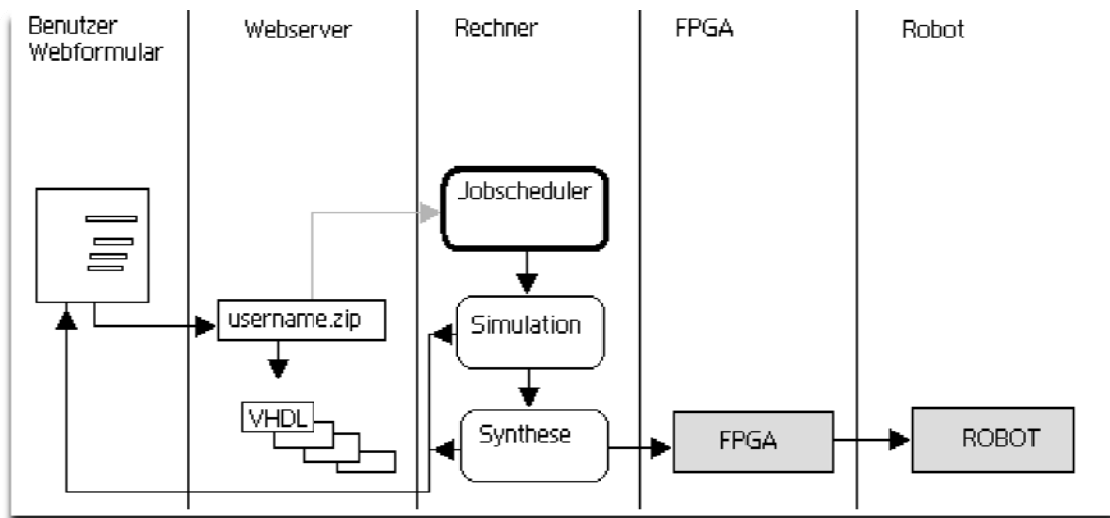 Benutzer
Webformular
Webserver
Rechner
FPGA
Robot
Jobscheduler
username.zip
Simulation
VHDL
Synthese
FPGA
ROBOT